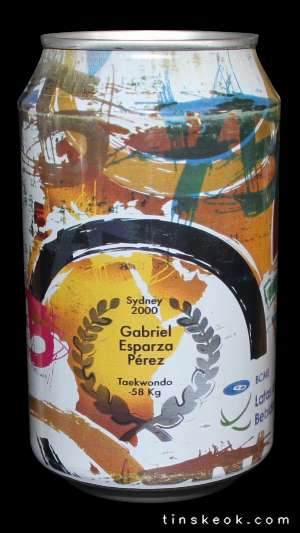 Sydney
2000
Gabriel
Esparza
Pérez
Taekwondo
-58 Kg
tinskeok.com